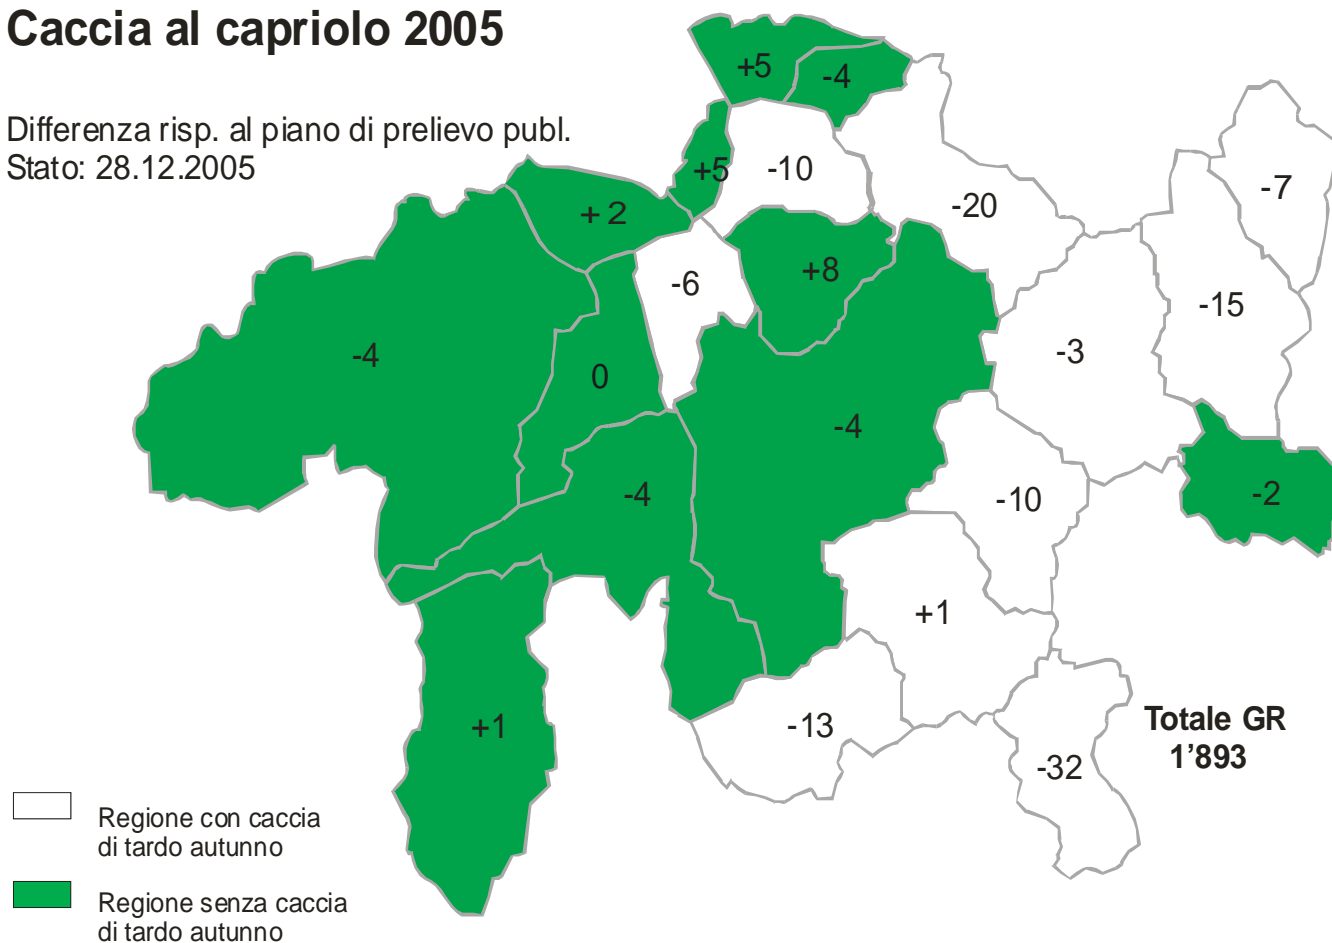 Caccia al capriolo 2005
Differenza risp. al piano di prelievo publ.
Stato: 28.12.2005
+5
-4
+5
-10
-7
+ 2
-20
-6
+8
-15
-4
0
-3
-4
-4
-10
-2
+1
+1
-13
-32
Totale GR
1’893
Regione con caccia
di tardo autunno
Regione senza caccia
di tardo autunno